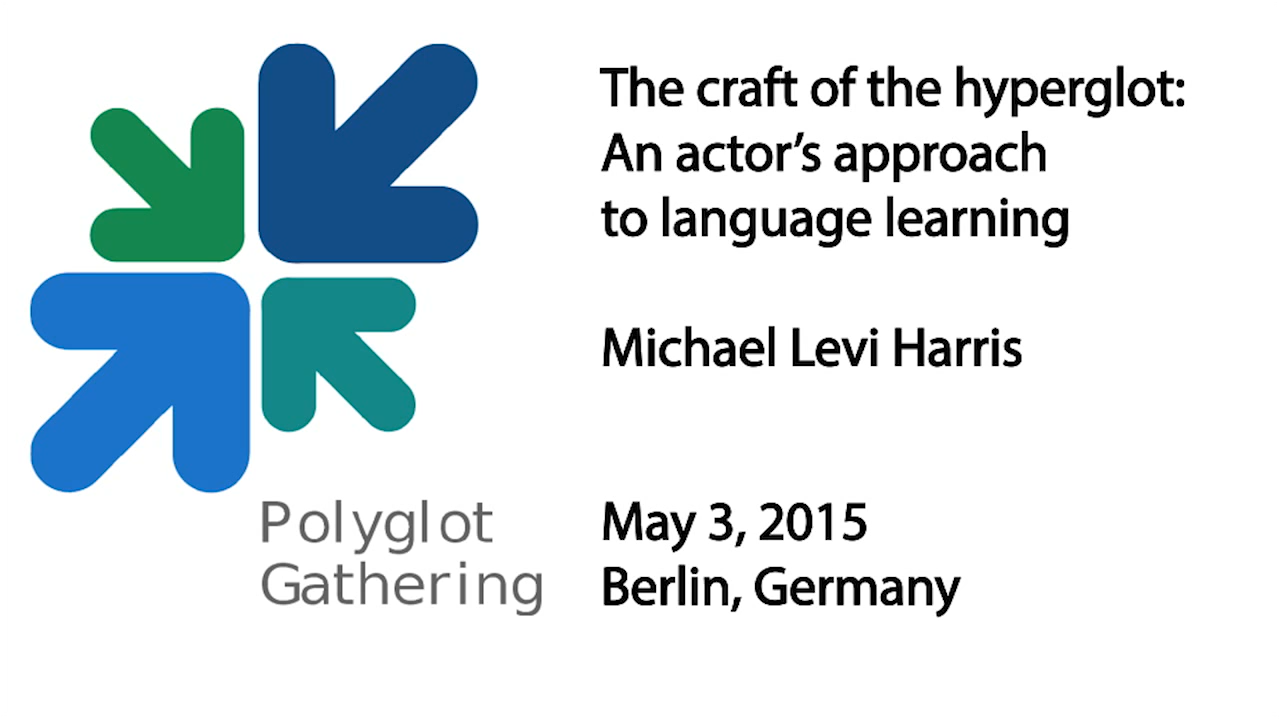 The craft of the hyperglot:
An actor’s approach
to language learning
Michael Levi Harris
Polyglot
Gathering
May 3, 2015
Berlin, Germany